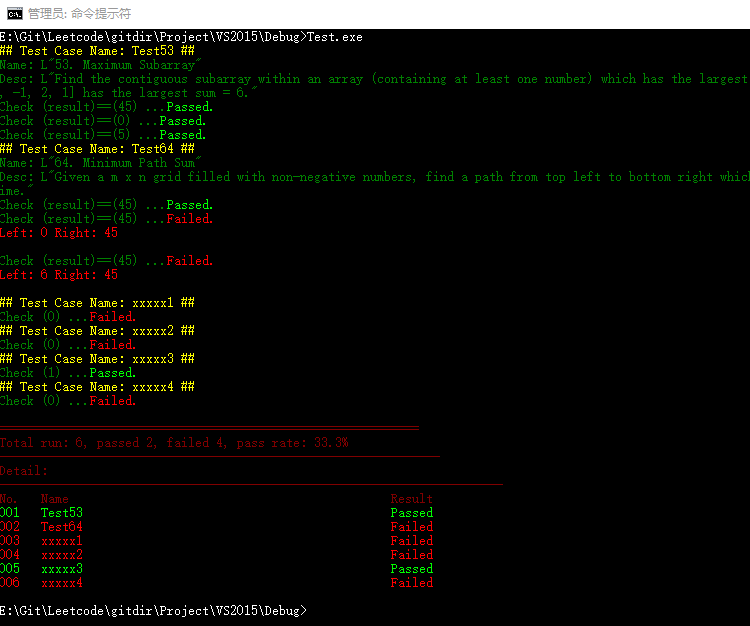 管理员: 命令提示符
E:\Git\Leetcode\gitdir\Project\VS2015\Debug>Test.exe
## Test Case Name: Test53 ##
Name: L"53. Maximum Subarray"
Desc: L"Find the contiguous subarray within an array (containing at least one number) which has the largest
, -1, 2, 1] has the largest sum = 6."
Check (result)==(45) ...Passed.
Check (result)==(0) ...Passed.
Check (result)==(5) ...Passed.
## Test Case Name: Test64 ##
Name: L"64. Minimum Path Sum"
Desc: L"Given a m x n grid filled with non-negative numbers, find a path from top left to bottom right whic
ime."
Check (result)==(45) ...Passed.
Check (result)==(45) ...Failed.
Left: 0 Right: 45
Check (result)==(45) ...Failed.
Left: 6 Right: 45
## Test Case Name: xxxxx1 ##
Check (0) ...Failed.
## Test Case Name: xxxxx2 ##
Check (0) ...Failed.
## Test Case Name: xxxxx3 ##
Check (1) ...Passed.
## Test Case Name: xxxxx4 ##
Check (0) ...Failed.
Total run: 6, passed 2, failed 4, pass rate: 33.3%
Detail:
No. Name Result
001 Test53 Passed
002 Test64 Failed
003 xxxxx1 Failed
004 xxxxx2 Failed
005 xxxxx3 Passed
006 xxxxx4 Failed
E:\Git\Leetcode\gitdir\Project\VS2015\Debug>